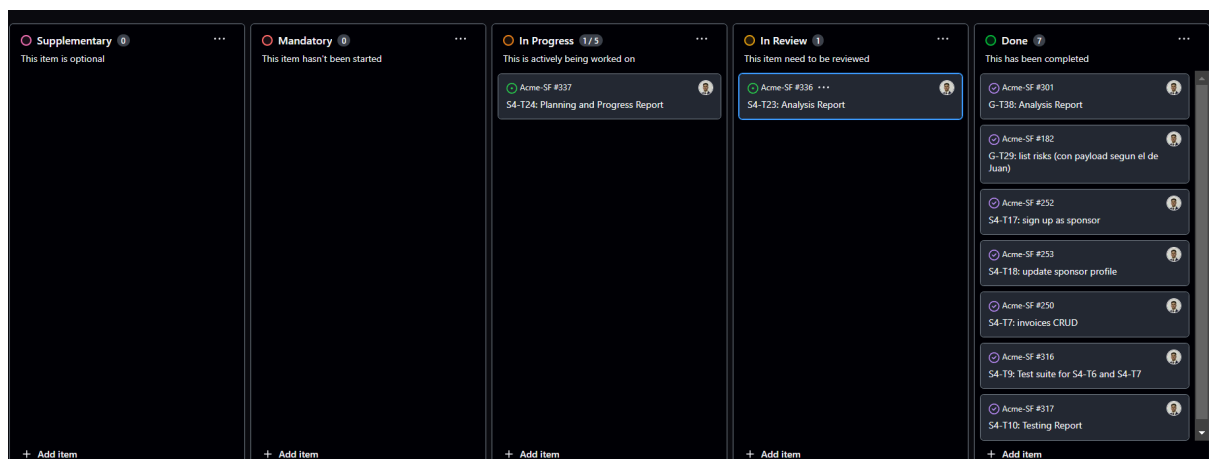 Supplementary 0 ...
This item is optional
+ Add item
Mandatory 0 ...
This item hasn't been started
+ Add item
In Progress 1/5 ...
This is actively being worked on
Acme-SF #337
S4-T24: Planning and Progress Report
+ Add item
In Review 1 ...
This item need to be reviewed
Acme-SF #336 ...
S4-T23: Analysis Report
+ Add item
Done 7 ...
This has been completed
Acme-SF #301
G-T38: Analysis Report
Acme-SF #182
G-T29: list risks (con payload segun el de
Juan)
Acme-SF #252
S4-T17: sign up as sponsor
Acme-SF #253
S4-T18: update sponsor profile
Acme-SF #250
S4-T7: invoices CRUD
Acme-SF #316
S4-T9: Test suite for S4-T6 and S4-T7
Acme-SF #317
S4-T10: Testing Report
+ Add item